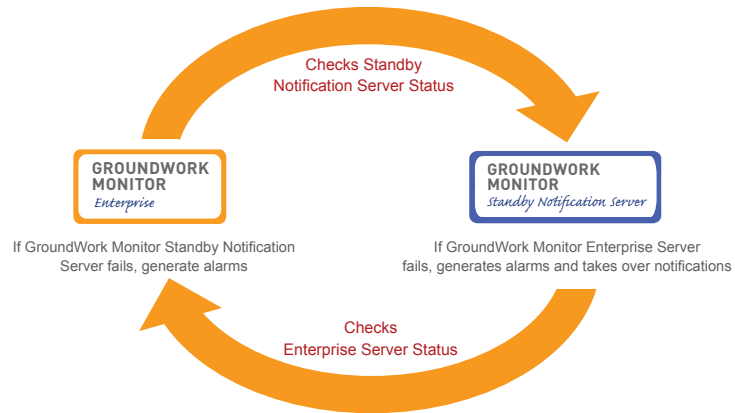 Checks Standby
Notification Server Status
GROUNDWORK
MONITOR
Enterprise
If GroundWork Monitor Standby Notification
Server fails, generate alarms
GROUNDWORK
MONITOR
Standby Notification Server
If GroundWork Monitor Enterprise Server
fails, generates alarms and takes over notifications
Checks
Enterprise Server Status